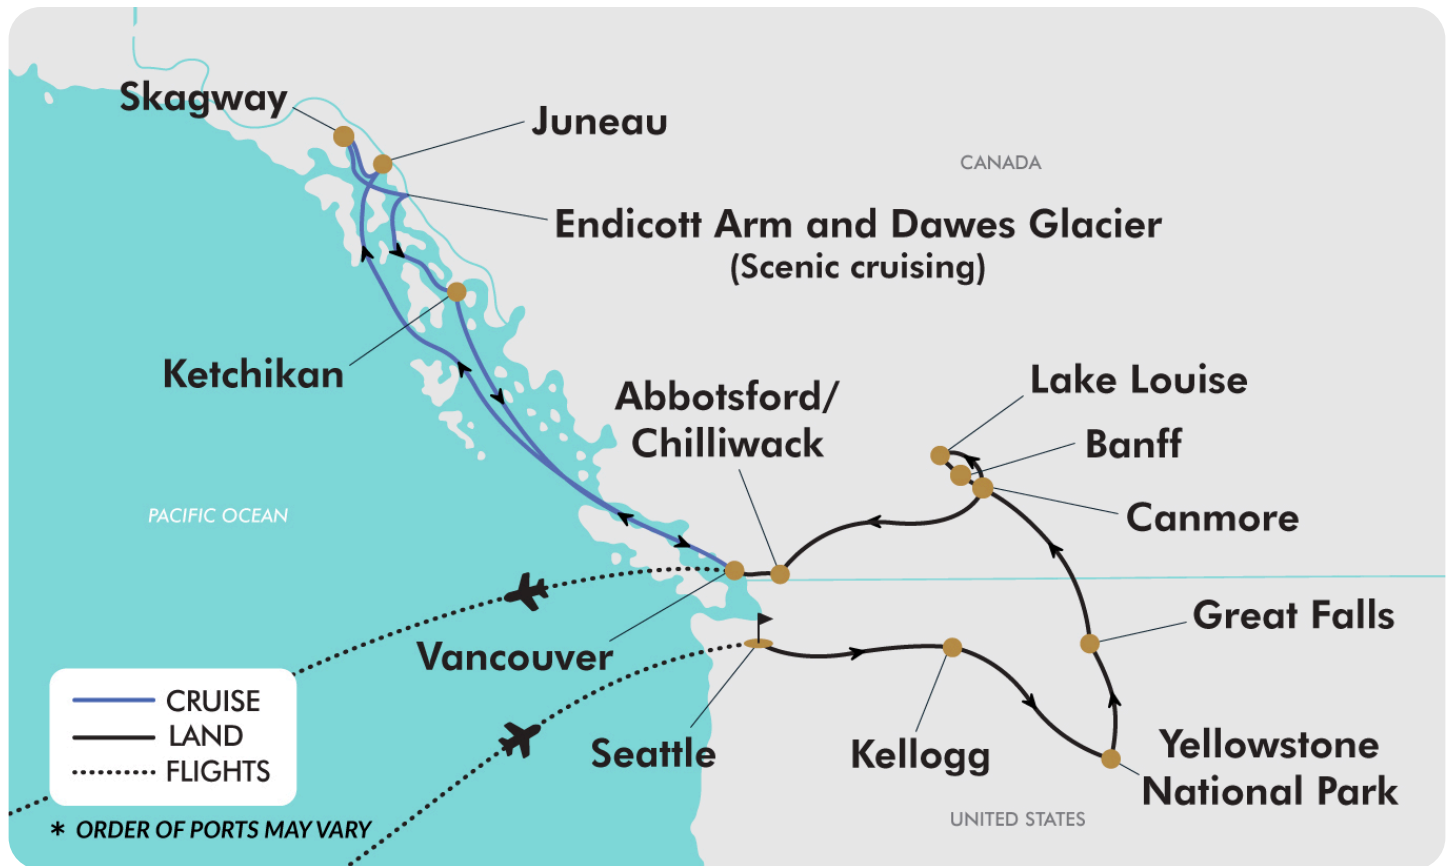 Skagway
Juneau
CANADA
Endicott Arm and Dawes Glacier
(Scenic cruising)
Ketchikan
Abbotsford/
Chilliwack
Lake Louise
Banff
Canmore
PACIFIC OCEAN
Great Falls
Vancouver
Seattle
Kellogg
Yellowstone
National Park
UNITED STATES
CRUISE
LAND
FLIGHTS
* ORDER OF PORTS MAY VARY